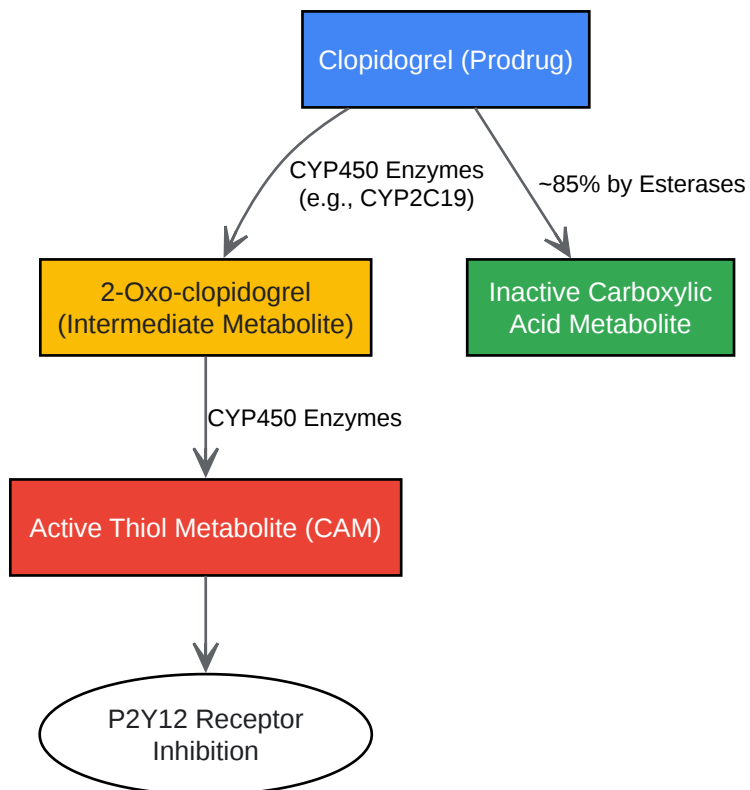 Clopidogrel (Prodrug)
CYP450 Enzymes
(e.g., CYP2C19)
~85% by Esterases
2-Oxo-clopidogrel
(Intermediate Metabolite)
Inactive Carboxylic
Acid Metabolite
CYP450 Enzymes
Active Thiol Metabolite (CAM)
P2Y12 Receptor
Inhibition